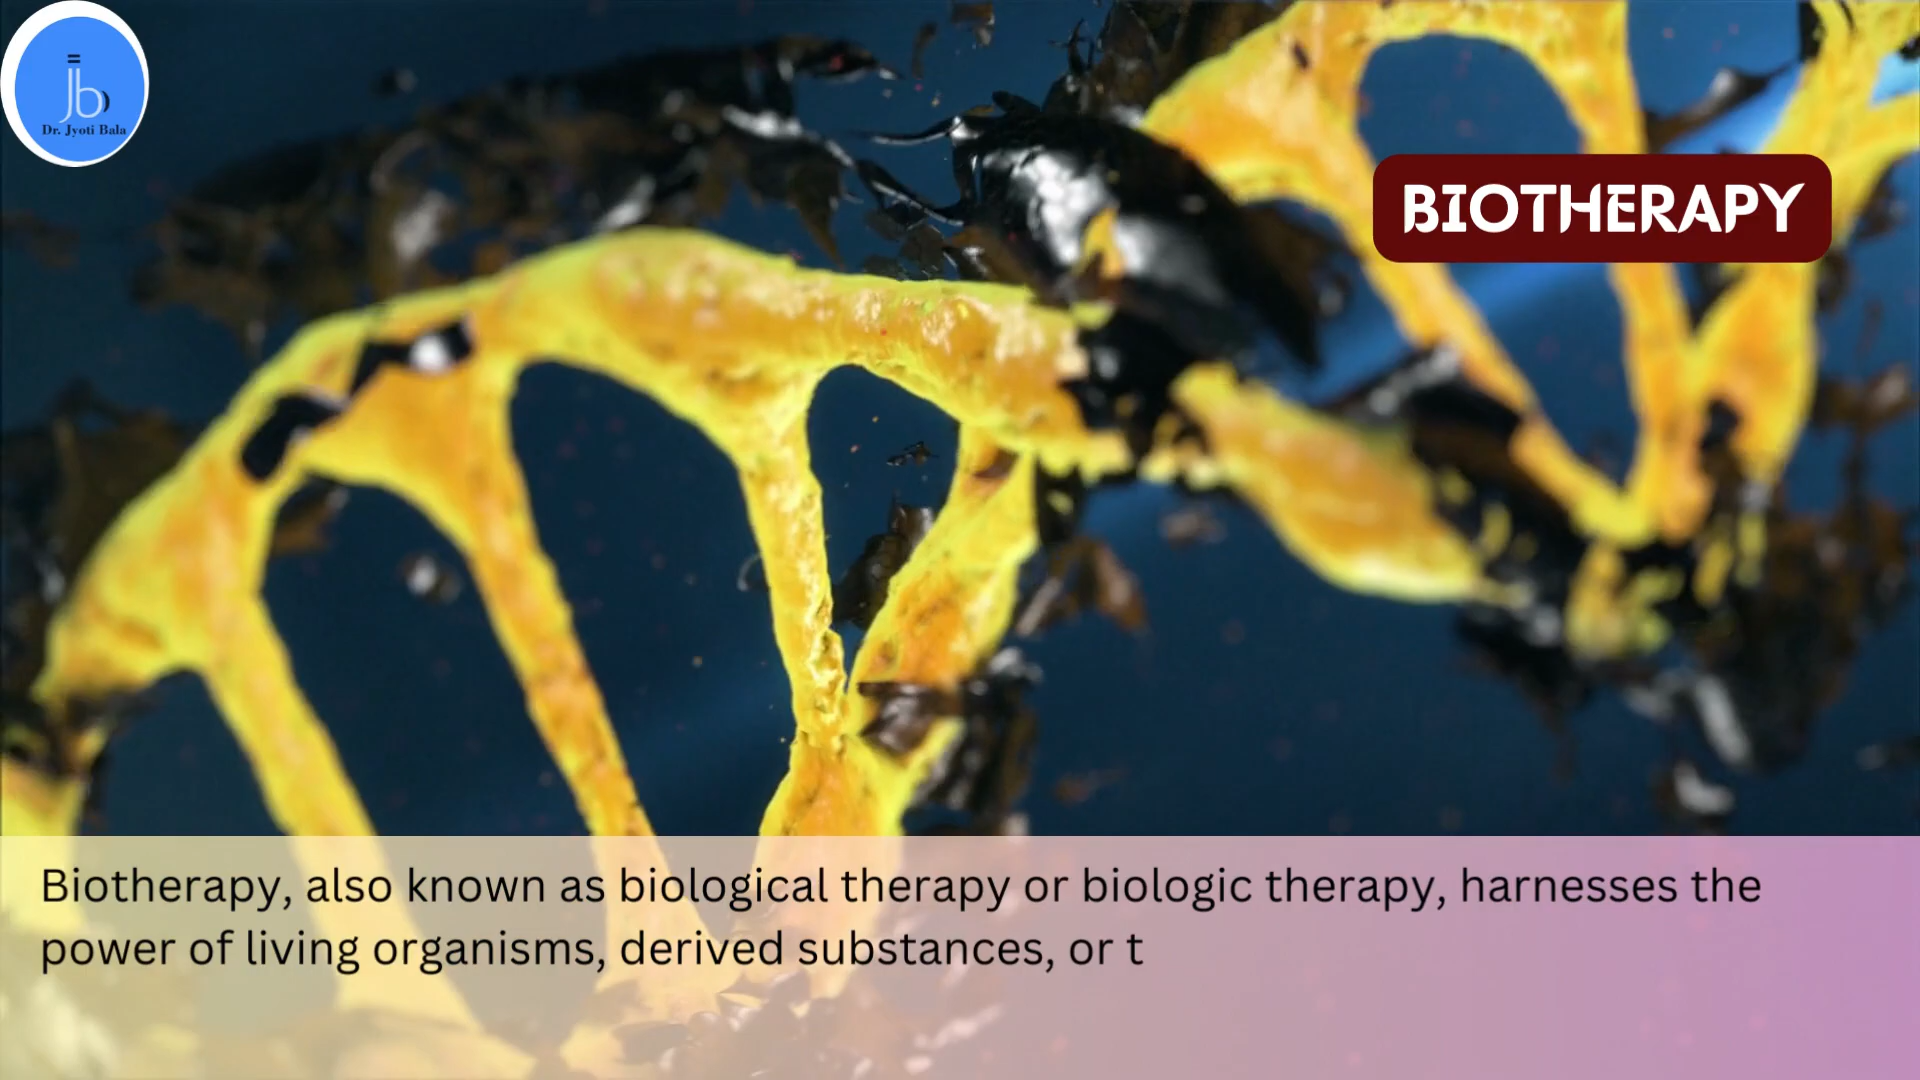 jb
Dr. Jyoti Bala
BIOTHERAPY
Biotherapy, also known as biological therapy or biologic therapy, harnesses the
power of living organisms, derived substances, or t